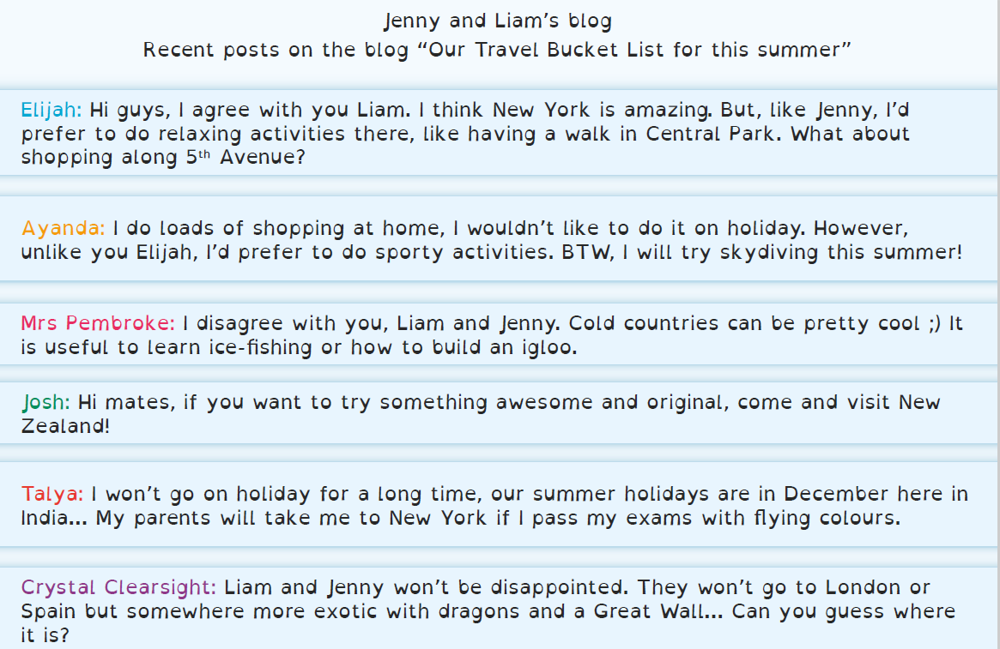 Jenny and Liam’s blog
Recent posts on the blog “Our Travel Bucket List for this summer”
Elijah: Hi guys, I agree with you Liam. I think New York is amazing. But, like Jenny, I’d
prefer to do relaxing activities there, like having a walk in Central Park. What about
shopping along 5th Avenue?
Ayanda: I do loads of shopping at home, I wouldn’t like to do it on holiday. However,
unlike you Elijah, I’d prefer to do sporty activities. BTW, I will try skydiving this summer!
Mrs Pembroke: I disagree with you, Liam and Jenny. Cold countries can be pretty cool ;) It
is useful to learn ice-fishing or how to build an igloo.
Josh: Hi mates, if you want to try something awesome and original, come and visit New
Zealand!
Talya: I won’t go on holiday for a long time, our summer holidays are in December here in
India... My parents will take me to New York if I pass my exams with flying colours.
Crystal Clearsight: Liam and Jenny won’t be disappointed. They won’t go to London or
Spain but somewhere more exotic with dragons and a Great Wall... Can you guess where
it is?